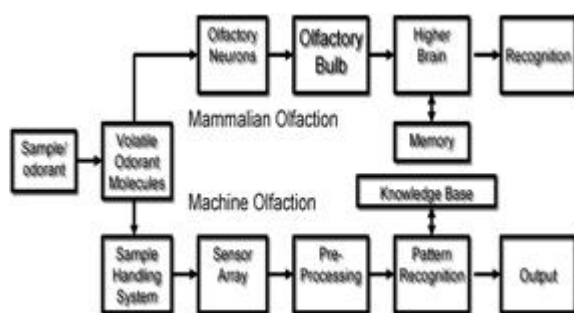 Olfactory
Neurons
Olfactory
Bulb
Higher
Brain
Recognition
Mammalian Olfaction
Sample/
odorant
Volatile
Odorant
Molecules
Memory
Machine Olfaction
Knowledge Base
Sample
Handling
System
Sensor
Array
Pre-
Processing
Pattern
Recognition
Output